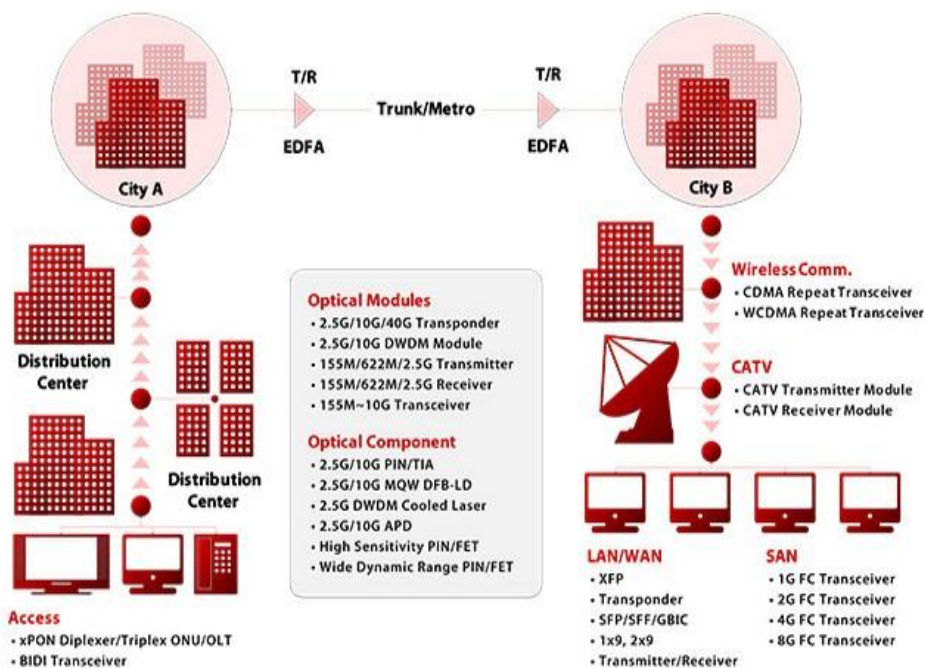 T/R
T/R
Trunk/Metro
EDFA
EDFA
City A
City B
Distribution
Center
Distribution
Center
Access
• xPON Diplexer/Triplex ONU/OLT
• BIDI Transceiver
Optical Modules
• 2.5G/10G/40G Transponder
• 2.5G/10G DWDM Module
• 155M/622M/2.5G Transmitter
• 155M/622M/2.5G Receiver
• 155M~10G Transceiver
Optical Component
• 2.5G/10G PIN/TIA
• 2.5G/10G MQW DFB-LD
• 2.5G DWDM Cooled Laser
• 2.5G/10G APD
• High Sensitivity PIN/FET
• Wide Dynamic Range PIN/FET
Wireless Comm.
• CDMA Repeat Transceiver
• WCDMA Repeat Transceiver
CATV
• CATV Transmitter Module
• CATV Receiver Module
LAN/WAN
• XFP
• Transponder
• SFP/SFF/GBIC
• 1x9, 2x9
• Transmitter/Receiver
SAN
• 1G FC Transceiver
• 2G FC Transceiver
• 4G FC Transceiver
• 8G FC Transceiver